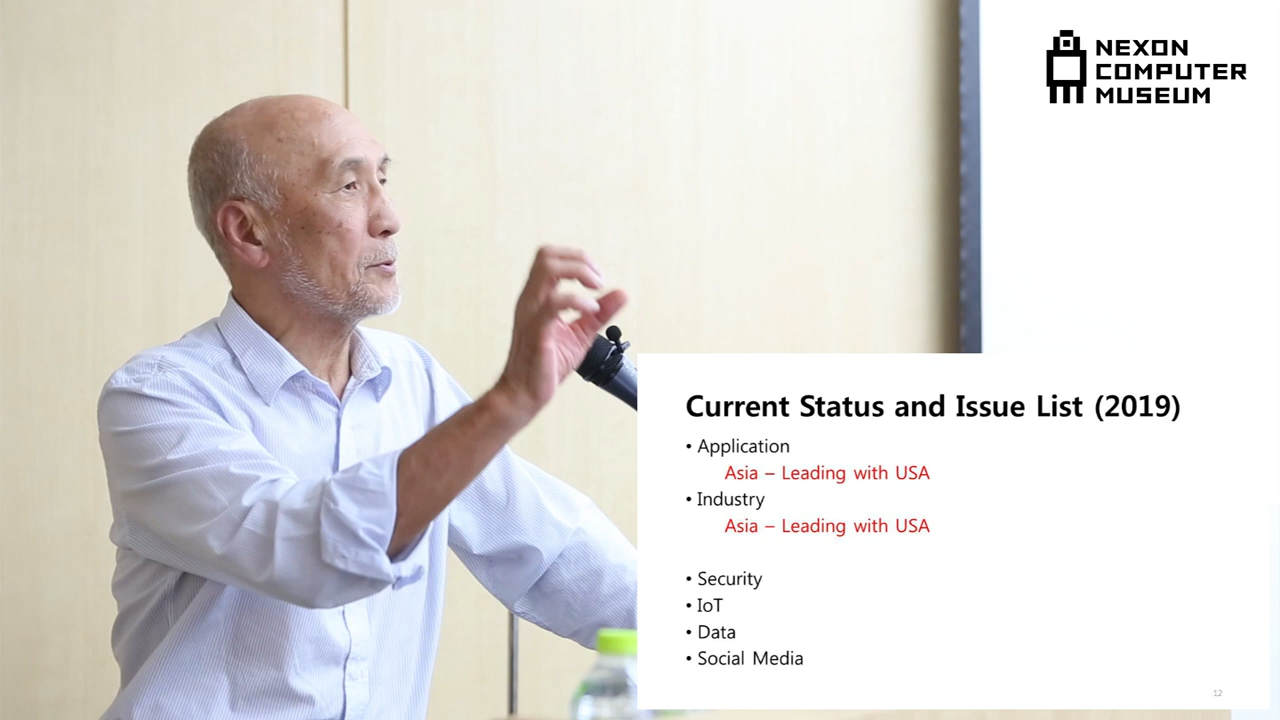 NEXON
COMPUTER
MUSEUM
Current Status and Issue List (2019)
• Application
Asia – Leading with USA
• Industry
Asia – Leading with USA
• Security
• IoT
• Data
• Social Media
12